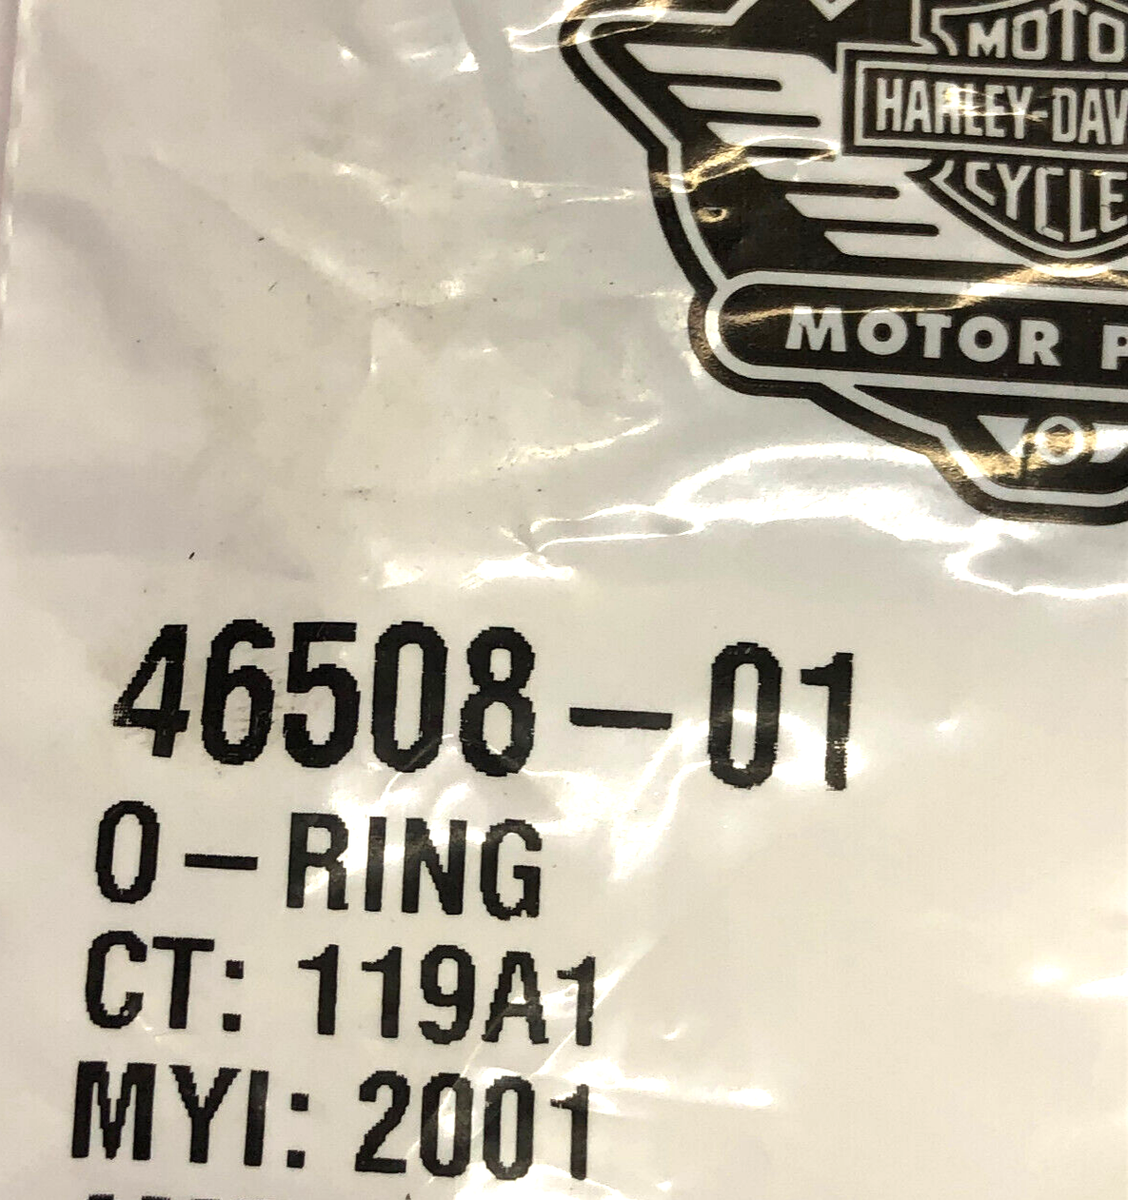 MOTO
HARLEY-DAV
CYCLE
MOTOR P
46508-01
O-RING
CT: 119A1
MYI: 2001